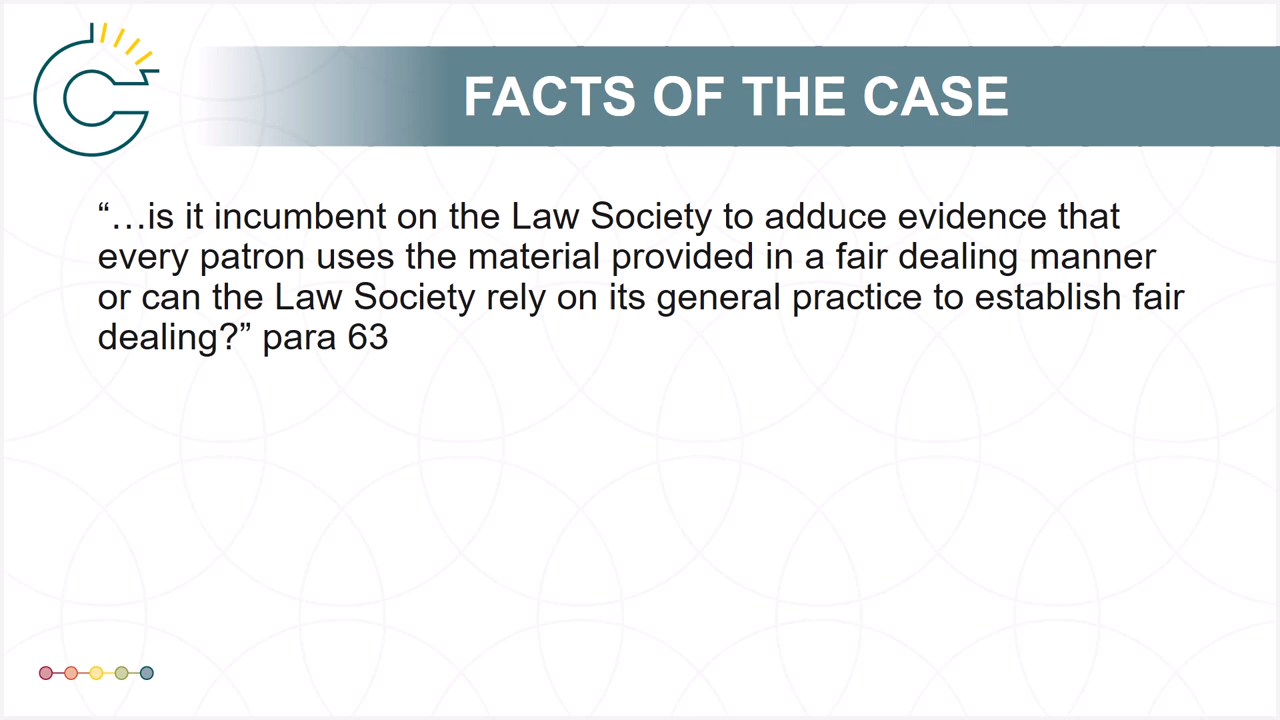 FACTS OF THE CASE
“…is it incumbent on the Law Society to adduce evidence that
every patron uses the material provided in a fair dealing manner
or can the Law Society rely on its general practice to establish fair
dealing?” para 63